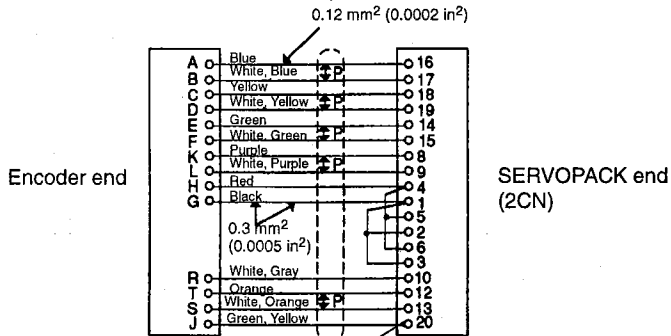 0.12 mm² (0.0002 in²)
A Blue 16
B White, Blue P 17
C Yellow 18
D White, Yellow P 19
E Green 14
F White, Green P 15
K Purple 8
L White, Purple P 9
H Red 4
G Black 1
5
2
6
3
0.3 mm²
(0.0005 in²)
Encoder end
SERVOPACK end
(2CN)
R White, Gray 10
T Orange 12
S White, Orange P 13
J Green, Yellow 20